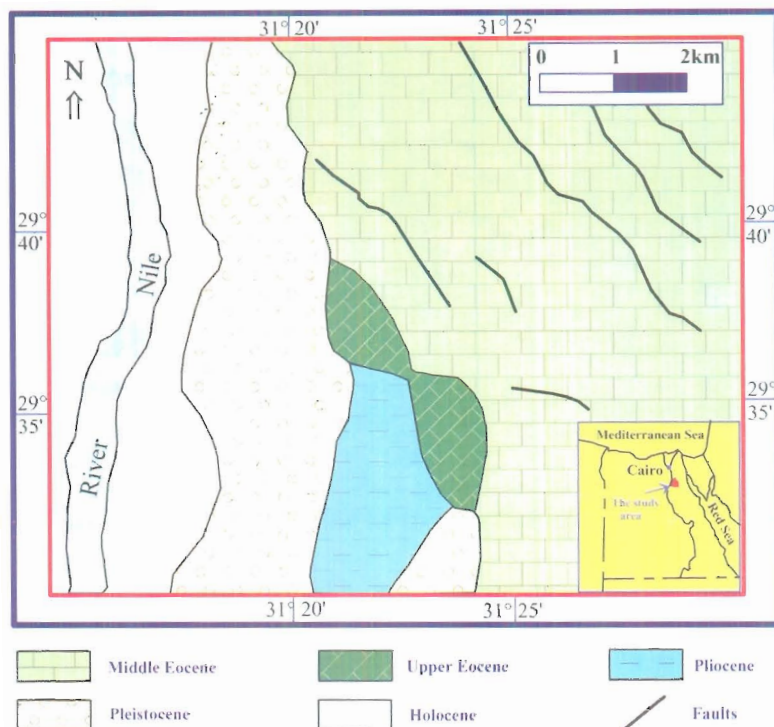 31° 20'
31° 25'
N
0 1 2km
29°
40'
29°
40'
Nile
River
29°
35'
29°
35'
Mediterranean Sea
Cairo
The study
area
Red Sea
31° 20'
31° 25'
Middle Eocene
Upper Eocene
Pliocene
Pleistocene
Holocene
Faults